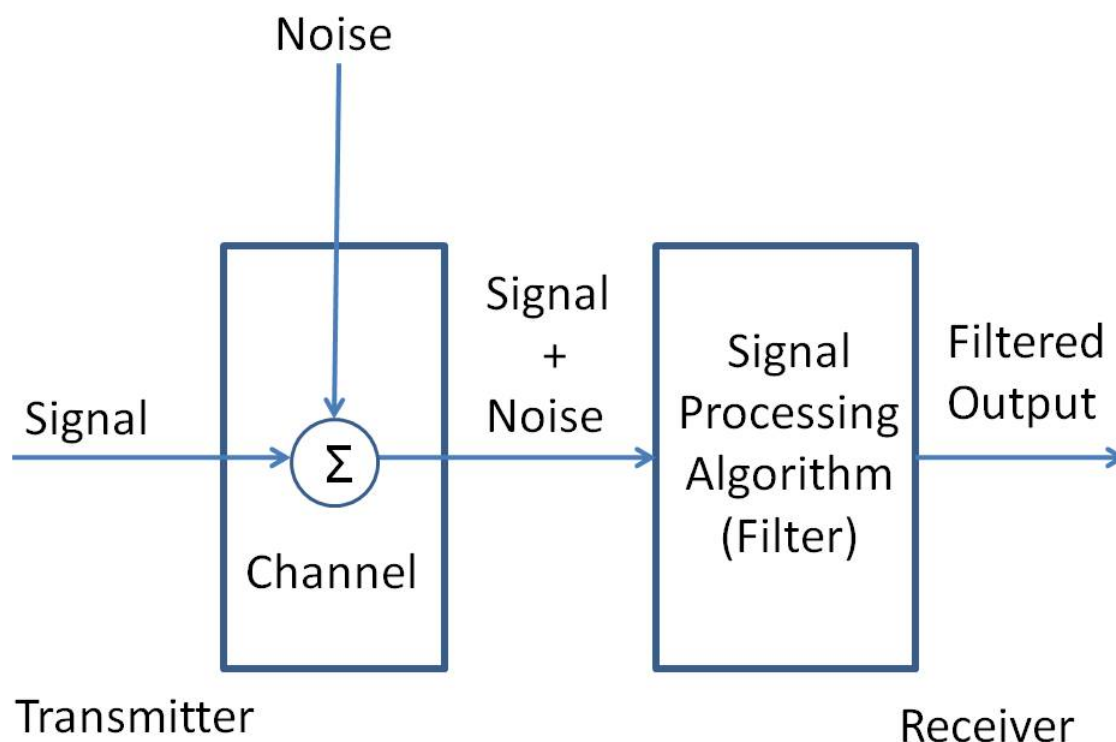 Noise
Signal
Σ
Channel
Signal
+
Noise
Signal
Processing
Algorithm
(Filter)
Filtered
Output
Transmitter
Receiver